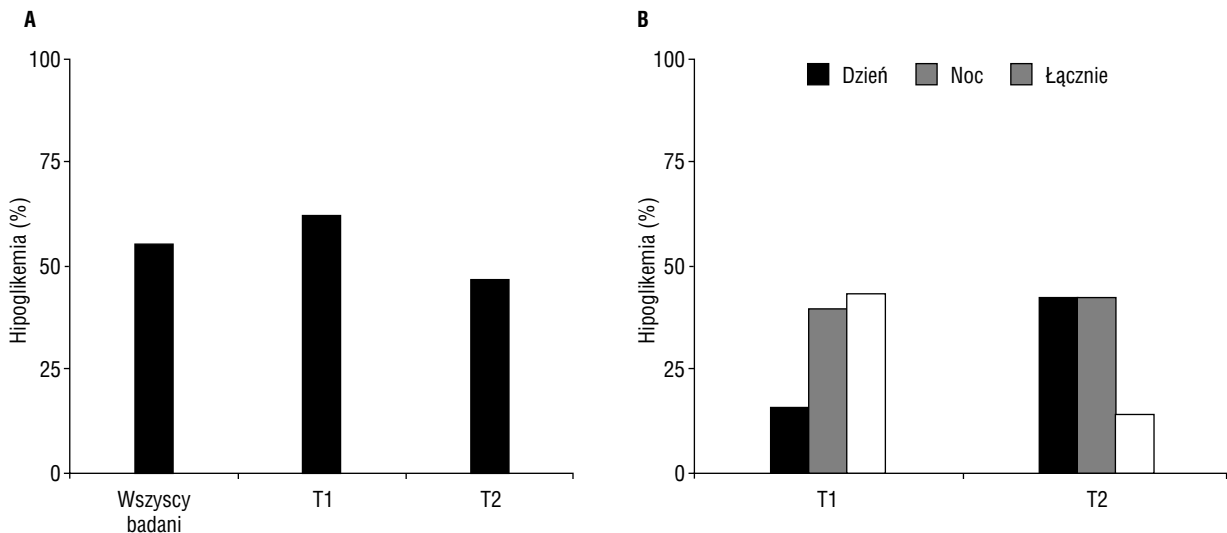 A
100
75
50
25
0
Hipoglikemia (%)
Wszyscy
badani
T1
T2
B
100
75
50
25
0
Hipoglikemia (%)
Dzień Noc Łącznie
T1
T2